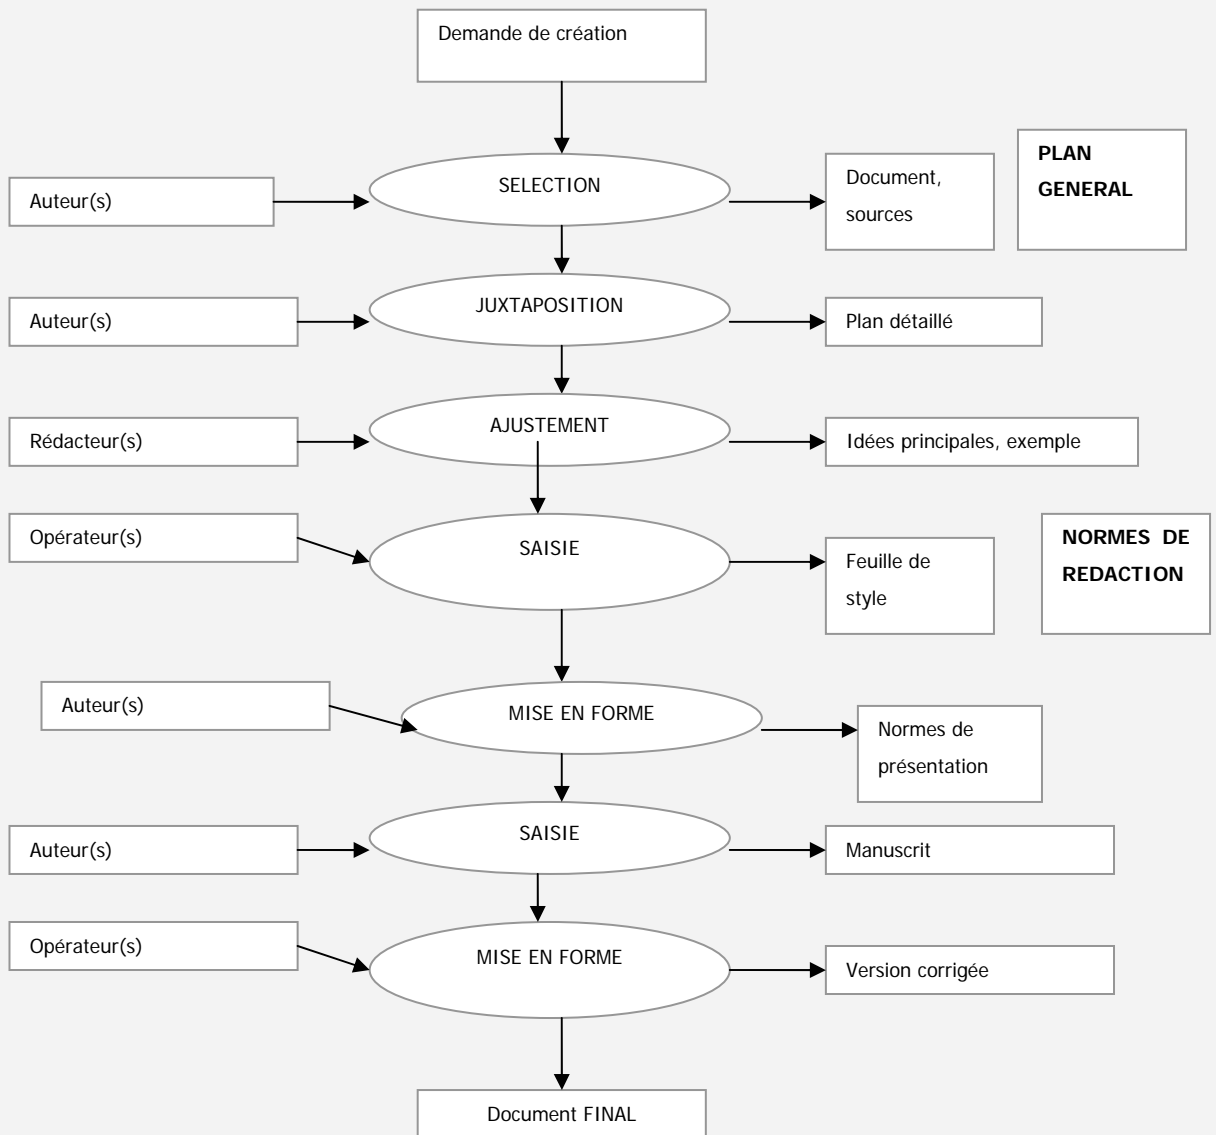 Demande de création
PLAN
GENERAL
Auteur(s)
SELECTION
Document,
sources
Auteur(s)
JUXTAPOSITION
Plan détaillé
Rédacteur(s)
AJUSTEMENT
Idées principales, exemple
Opérateur(s)
SAISIE
Feuille de
style
NORMES DE
REDACTION
Auteur(s)
MISE EN FORME
Normes de
présentation
Auteur(s)
SAISIE
Manuscrit
Opérateur(s)
MISE EN FORME
Version corrigée
Document FINAL